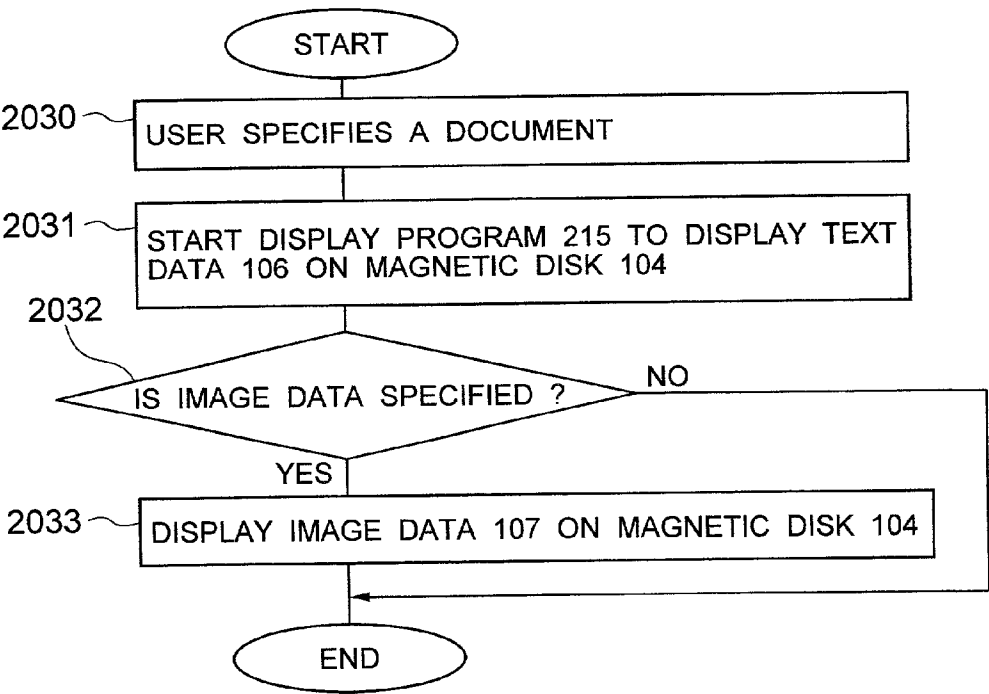 START
2030
USER SPECIFIES A DOCUMENT
2031
START DISPLAY PROGRAM 215 TO DISPLAY TEXT
DATA 106 ON MAGNETIC DISK 104
2032
IS IMAGE DATA SPECIFIED ?
NO
YES
2033
DISPLAY IMAGE DATA 107 ON MAGNETIC DISK 104
END